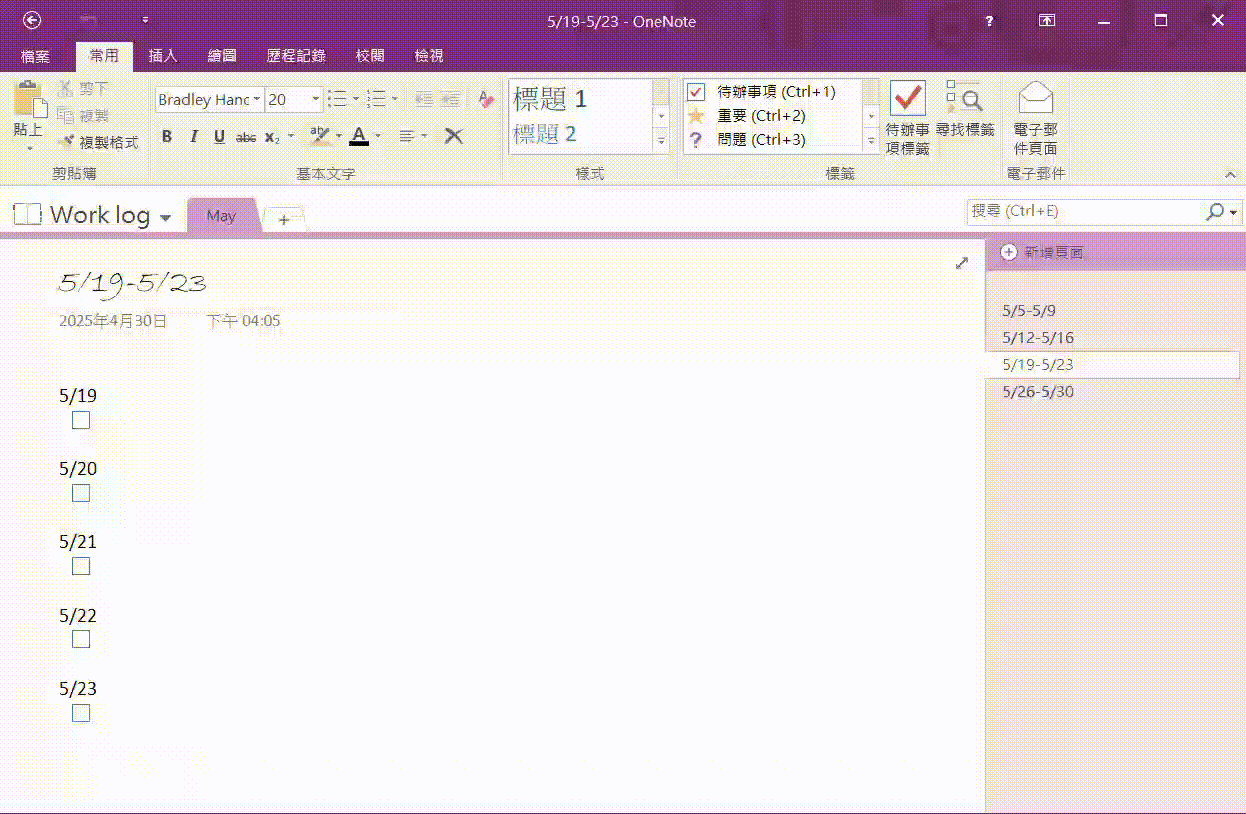 5/19-5/23 - OneNote
檔案 常用 插入 繪圖 歷程記錄 校閱 檢視
貼上
剪下
複製
複製格式
剪貼簿
Bradley Hanc 20
B I U abc x₂ aby A
基本文字
標題 1
標題 2
樣式
待辦事項 (Ctrl+1)
重要 (Ctrl+2)
問題 (Ctrl+3)
待辦事項標籤
尋找標籤
標籤
電子郵件頁面
電子郵件
Work log May
搜尋 (Ctrl+E)
5/19-5/23
2025年4月30日 下午 04:05
5/19
5/20
5/21
5/22
5/23
新增頁面
5/5-5/9
5/12-5/16
5/19-5/23
5/26-5/30